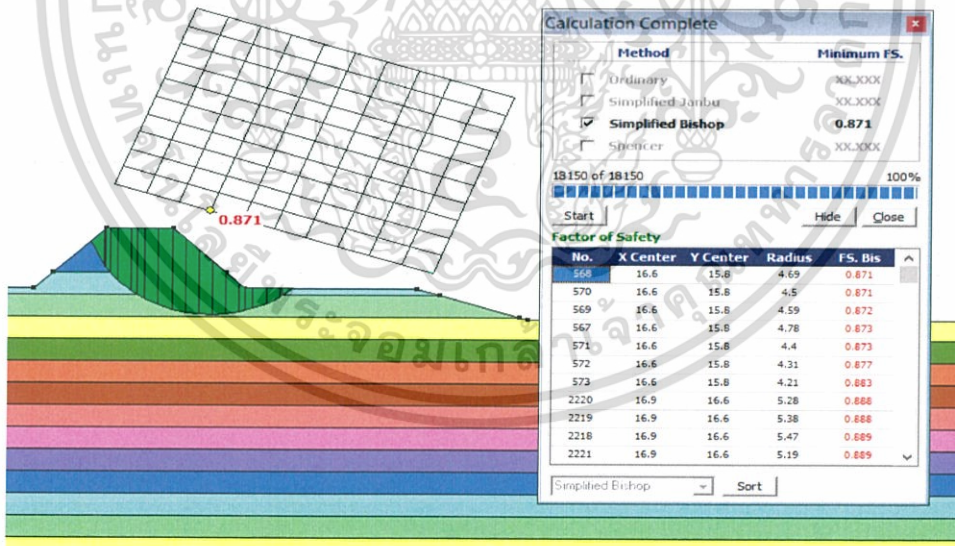 Calculation Complete
Method Minimum FS.
Ordinary XX.XXX
Simplified Janbu XX.XXX
Simplified Bishop 0.871
Spencer XX.XXX
18150 of 18150 100%
Start Hide Close
Factor of Safety
No. X Center Y Center Radius FS. Bis
568 16.6 15.8 4.69 0.871
570 16.6 15.8 4.5 0.871
569 16.6 15.8 4.59 0.872
567 16.6 15.8 4.78 0.873
571 16.6 15.8 4.4 0.873
572 16.6 15.8 4.31 0.877
573 16.6 15.8 4.21 0.883
2220 16.9 16.6 5.28 0.888
2219 16.9 16.6 5.38 0.888
2218 16.9 16.6 5.47 0.889
2221 16.9 16.6 5.19 0.889
Simplified Bishop Sort
0.871